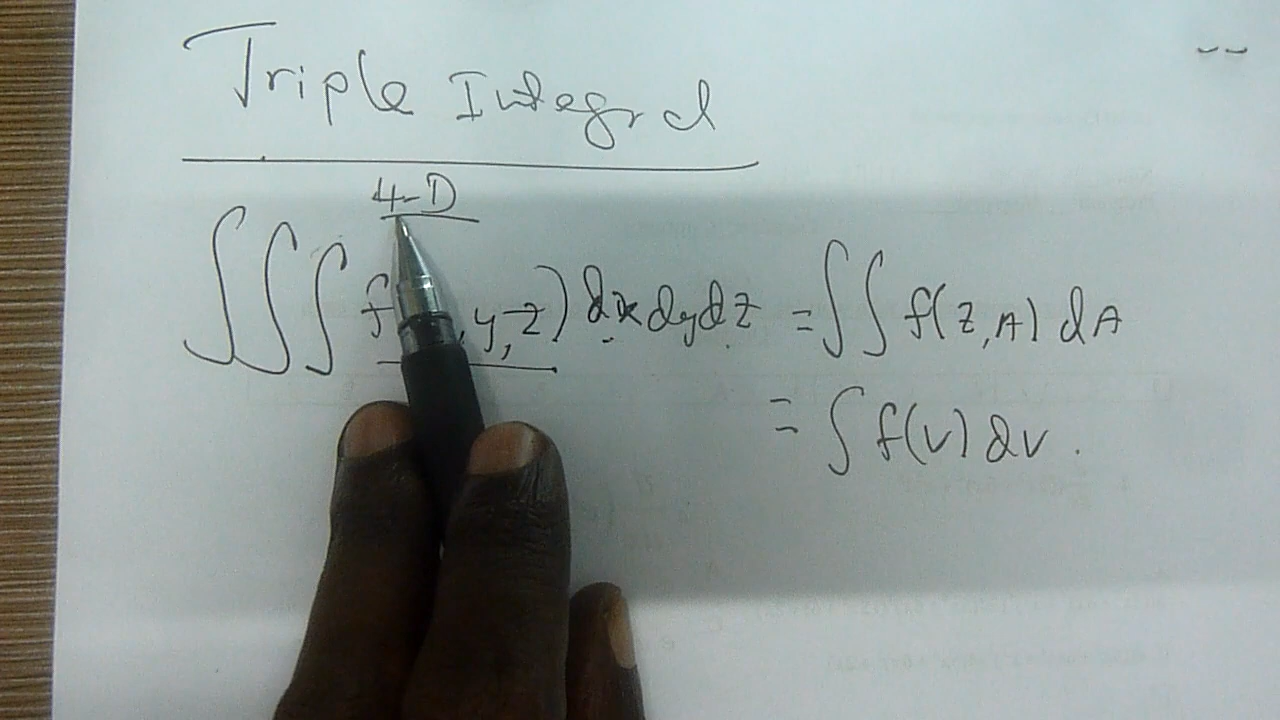 Triple Integral
4-D
∫∫∫ f( ,y,z) dx dy dz = ∫∫ f(z,A) dA
= ∫ f(v) dv.